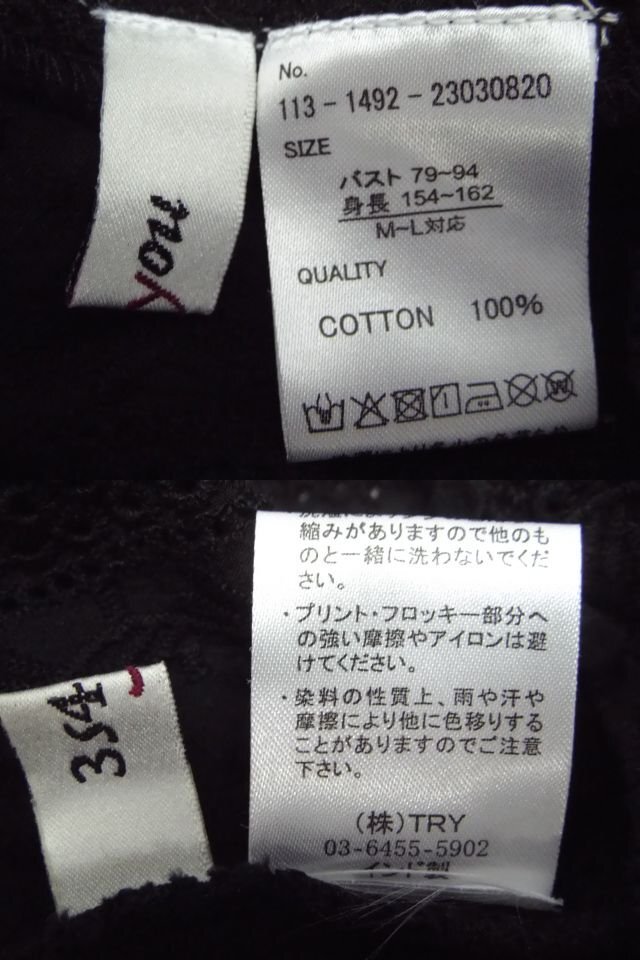 you
No.
113-1492-23030820
SIZE
バスト 79~94
身長 154~162
M~L対応
QUALITY
COTTON 100%
縮みがありますので他のも
のと一緒に洗わないでくだ
さい。
・プリント・フロッキー部分へ
の強い摩擦やアイロンは避
けてください。
・染料の性質上、雨や汗や
摩擦により他に色移りする
ことがありますのでご注意
下さい。
(株)TRY
03-6455-5902
インド製
354